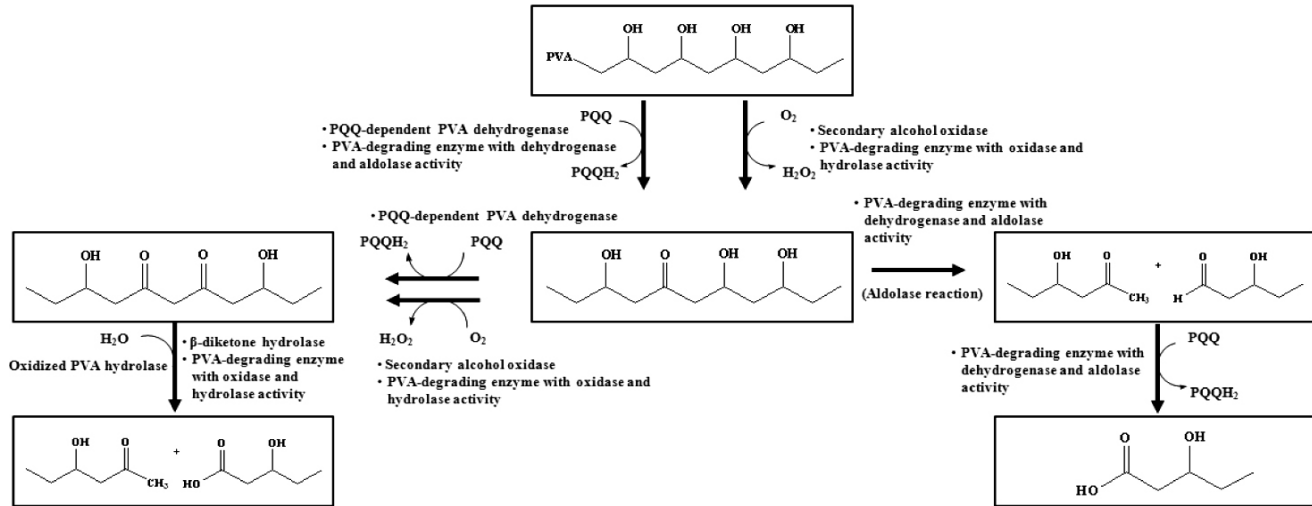 OH OH OH OH
PVA
• PQQ-dependent PVA dehydrogenase
• PVA-degrading enzyme with dehydrogenase
and aldolase activity
PQQ
PQQH₂
O₂
H₂O₂
• Secondary alcohol oxidase
• PVA-degrading enzyme with oxidase and
hydrolase activity
• PQQ-dependent PVA dehydrogenase
PQQH₂ PQQ
H₂O₂ O₂
• Secondary alcohol oxidase
• PVA-degrading enzyme with oxidase and
hydrolase activity
OH O OH OH
• PVA-degrading enzyme with
dehydrogenase and aldolase
activity
(Aldolase reaction)
OH O O OH
OH O + O OH
CH₃ H
H₂O
Oxidized PVA hydrolase
• β-diketone hydrolase
• PVA-degrading enzyme
with oxidase and
hydrolase activity
• PVA-degrading enzyme with
dehydrogenase and aldolase
activity
PQQ
PQQH₂
OH O + O OH
CH₃ HO
O OH
HO